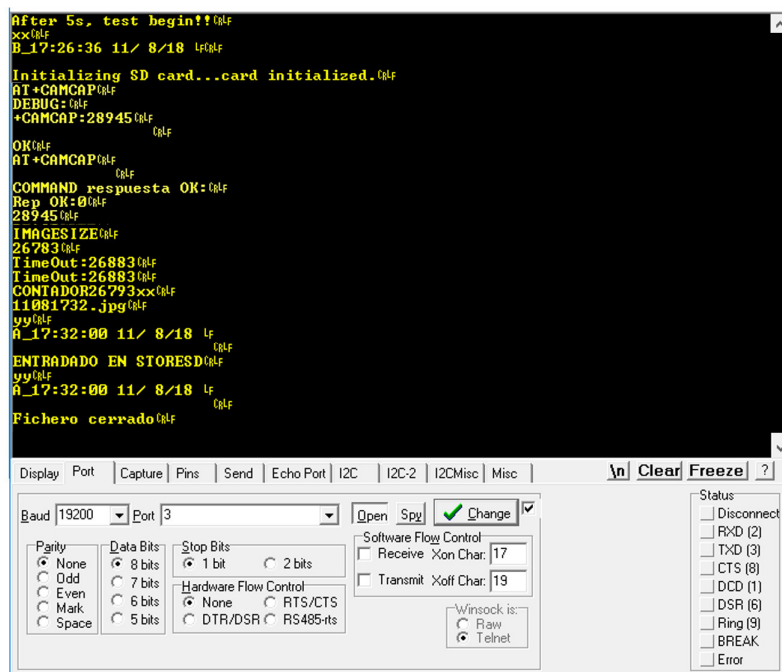 After 5s, test begin!!CRLF
xxCRLF
B_17:26:36 11/ 8/18 LFCRLF
Initializing SD card...card initialized.CRLF
AT+CAMCAPCRLF
DEBUG:CRLF
+CAMCAP:28945CRLF
CRLF
OKCRLF
AT+CAMCAPCRLF
CRLF
COMMAND respuesta OK:CRLF
Rep OK:0CRLF
28945CRLF
IMAGESIZECRLF
26783CRLF
TimeOut:26883CRLF
TimeOut:26883CRLF
CONTADOR26793xxCRLF
11081732.jpgCRLF
yyCRLF
A_17:32:00 11/ 8/18 LF
CRLF
ENTRADADO EN STORESDCRLF
yyCRLF
A_17:32:00 11/ 8/18 LF
CRLF
Fichero cerradoCRLF
Display Port Capture Pins Send Echo Port I2C I2C-2 I2CMisc Misc \n Clear Freeze ?
Baud 19200 Port 3 Open Spy Change
Parity
None
Odd
Even
Mark
Space
Data Bits
8 bits
7 bits
6 bits
5 bits
Stop Bits
1 bit 2 bits
Hardware Flow Control
None RTS/CTS
DTR/DSR RS485-rts
Software Flow Control
Receive Xon Char: 17
Transmit Xoff Char: 19
Winsock is:
Raw
Telnet
Status
Disconnect
RXD (2)
TXD (3)
CTS (8)
DCD (1)
DSR (6)
Ring (9)
BREAK
Error